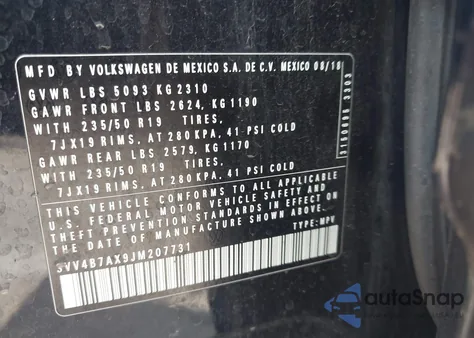 MFD BY VOLKSWAGEN DE MEXICO S.A. DE C.V. MEXICO 08/18
GVWR LBS 5093 KG 2310
GAWR FRONT LBS 2624, KG 1190
WITH 235/50 R19 TIRES,
7JX19 RIMS, AT 280 KPA, 41 PSI COLD
GAWR REAR LBS 2579, KG 1170
WITH 235/50 R19 TIRES,
7JX19 RIMS, AT 280 KPA, 41 PSI COLD
THIS VEHICLE CONFORMS TO ALL APPLICABLE
U.S. FEDERAL MOTOR VEHICLE SAFETY AND
THEFT PREVENTION STANDARDS IN EFFECT ON
THE DATE OF MANUFACTURE SHOWN ABOVE.
TYPE: MPV
3VV4B7AX9JM207731
3303
autoSnap